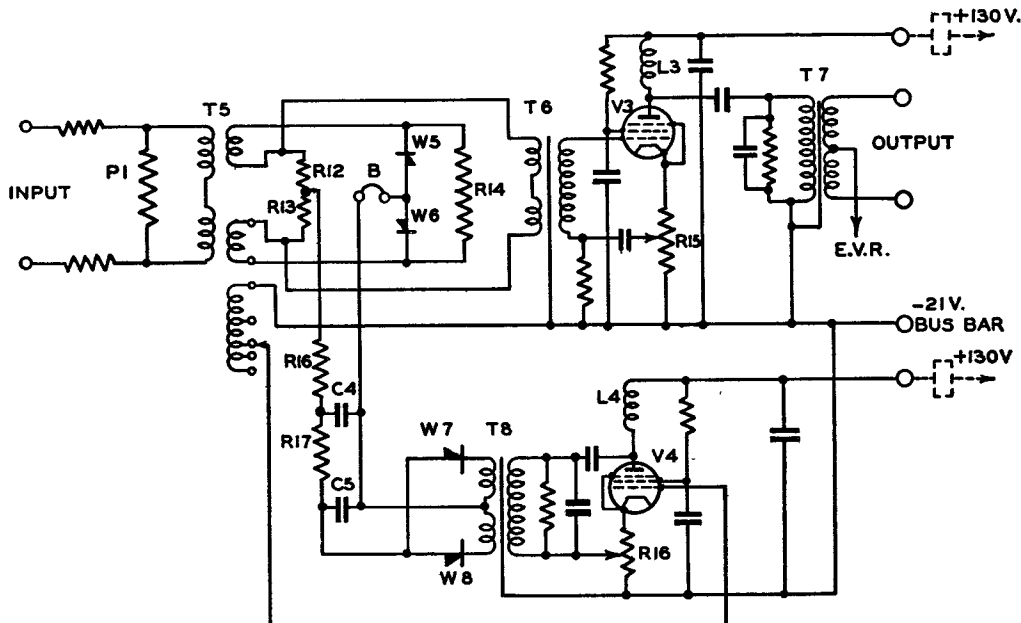 +130V.
L3
T7
T5
T6
V3
W5
OUTPUT
P1
R12
B
R14
INPUT
R13
W6
R15
E.V.R.
-21V.
BUS BAR
R16
+130V
C4
L4
R17
W7
T8
V4
C5
R16
W8